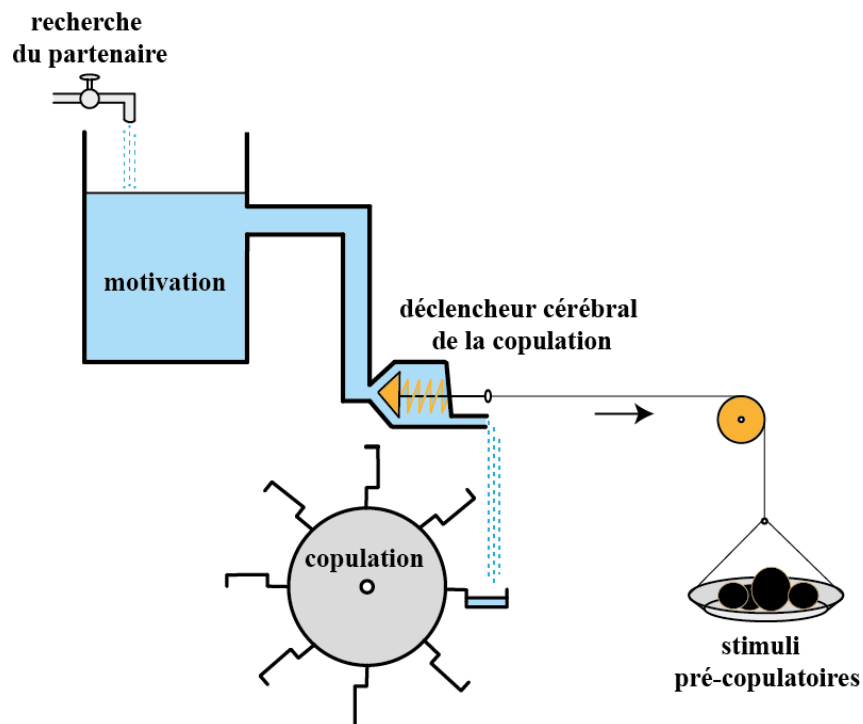 recherche
du partenaire
motivation
déclencheur cérébral
de la copulation
copulation
stimuli
pré-copulatoires